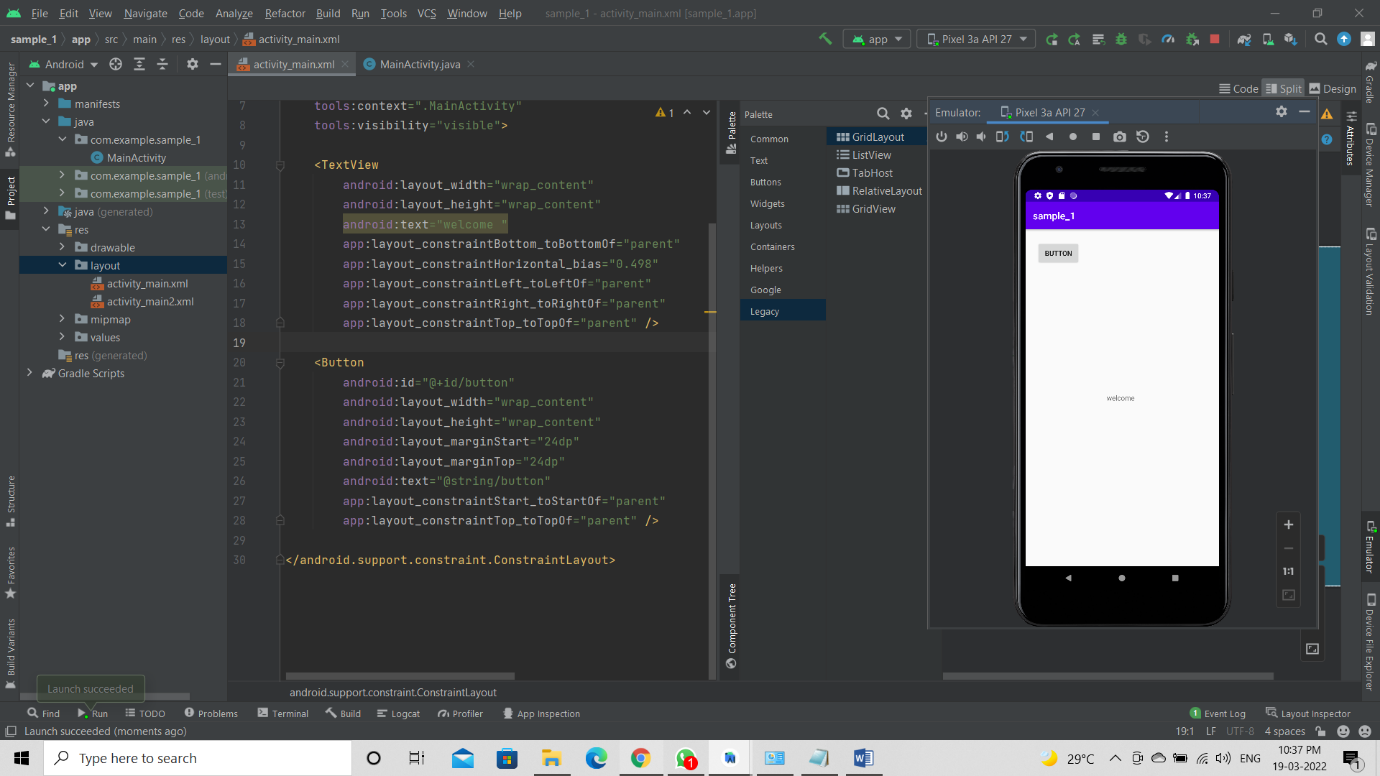 File Edit View Navigate Code Analyze Refactor Build Run Tools VCS Window Help sample_1 - activity_main.xml [sample_1.app]
sample_1 app src main res layout activity_main.xml
app Pixel 3a API 27
Android
activity_main.xml MainActivity.java
Code Split Design
Resource Manager
Project
Structure
Favorites
Build Variants
app
manifests
java
com.example.sample_1
MainActivity
com.example.sample_1 (and
com.example.sample_1 (test
java (generated)
res
drawable
layout
activity_main.xml
activity_main2.xml
mipmap
values
res (generated)
Gradle Scripts
Launch succeeded
1
7 tools:context=".MainActivity"
8 tools:visibility="visible">
9
10 <TextView
11 android:layout_width="wrap_content"
12 android:layout_height="wrap_content"
13 android:text="welcome "
14 app:layout_constraintBottom_toBottomOf="parent"
15 app:layout_constraintHorizontal_bias="0.498"
16 app:layout_constraintLeft_toLeftOf="parent"
17 app:layout_constraintRight_toRightOf="parent"
18 app:layout_constraintTop_toTopOf="parent" />
19
20 <Button
21 android:id="@+id/button"
22 android:layout_width="wrap_content"
23 android:layout_height="wrap_content"
24 android:layout_marginStart="24dp"
25 android:layout_marginTop="24dp"
26 android:text="@string/button"
27 app:layout_constraintStart_toStartOf="parent"
28 app:layout_constraintTop_toTopOf="parent" />
29
30 </android.support.constraint.ConstraintLayout>
android.support.constraint.ConstraintLayout
Palette
Component Tree
Palette
Common
Text
Buttons
Widgets
Layouts
Containers
Helpers
Google
Legacy
GridLayout
ListView
TabHost
RelativeLayout
GridView
Emulator: Pixel 3a API 27
10:37
sample_1
BUTTON
welcome
1:1
Attributes
Gradle
Device Manager
Layout Validation
Emulator
Device File Explorer
Find Run TODO Problems Terminal Build Logcat Profiler App Inspection
1 Event Log Layout Inspector
Launch succeeded (moments ago)
19:1 LF UTF-8 4 spaces
Type here to search
1
29°C ENG
10:37 PM
19-03-2022
1